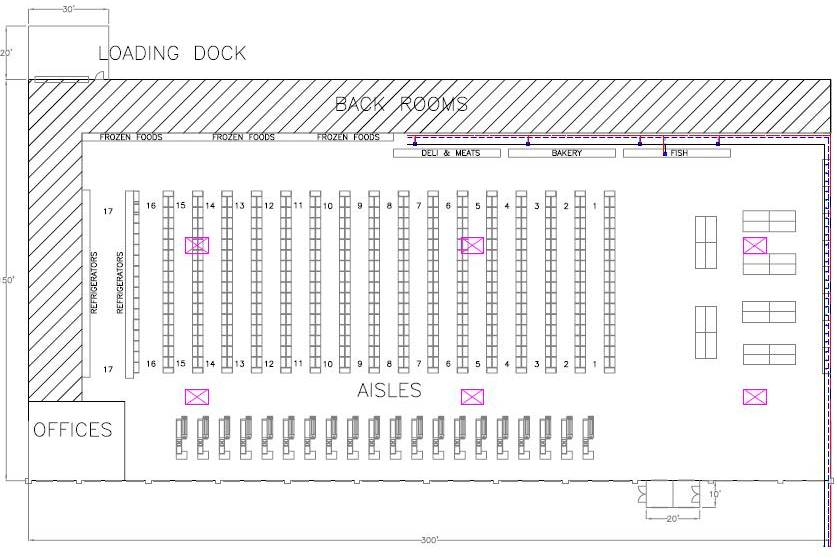 30'
20'
LOADING DOCK
BACK ROOMS
FROZEN FOODS FROZEN FOODS FROZEN FOODS
DELI & MEATS BAKERY FISH
17 16 15 14 13 12 11 10 9 8 7 6 5 4 3 2 1
REFRIGERATORS
REFRIGERATORS
50'
17 16 15 14 13 12 11 10 9 8 7 6 5 4 3 2 1
AISLES
OFFICES
10'
20'
300'